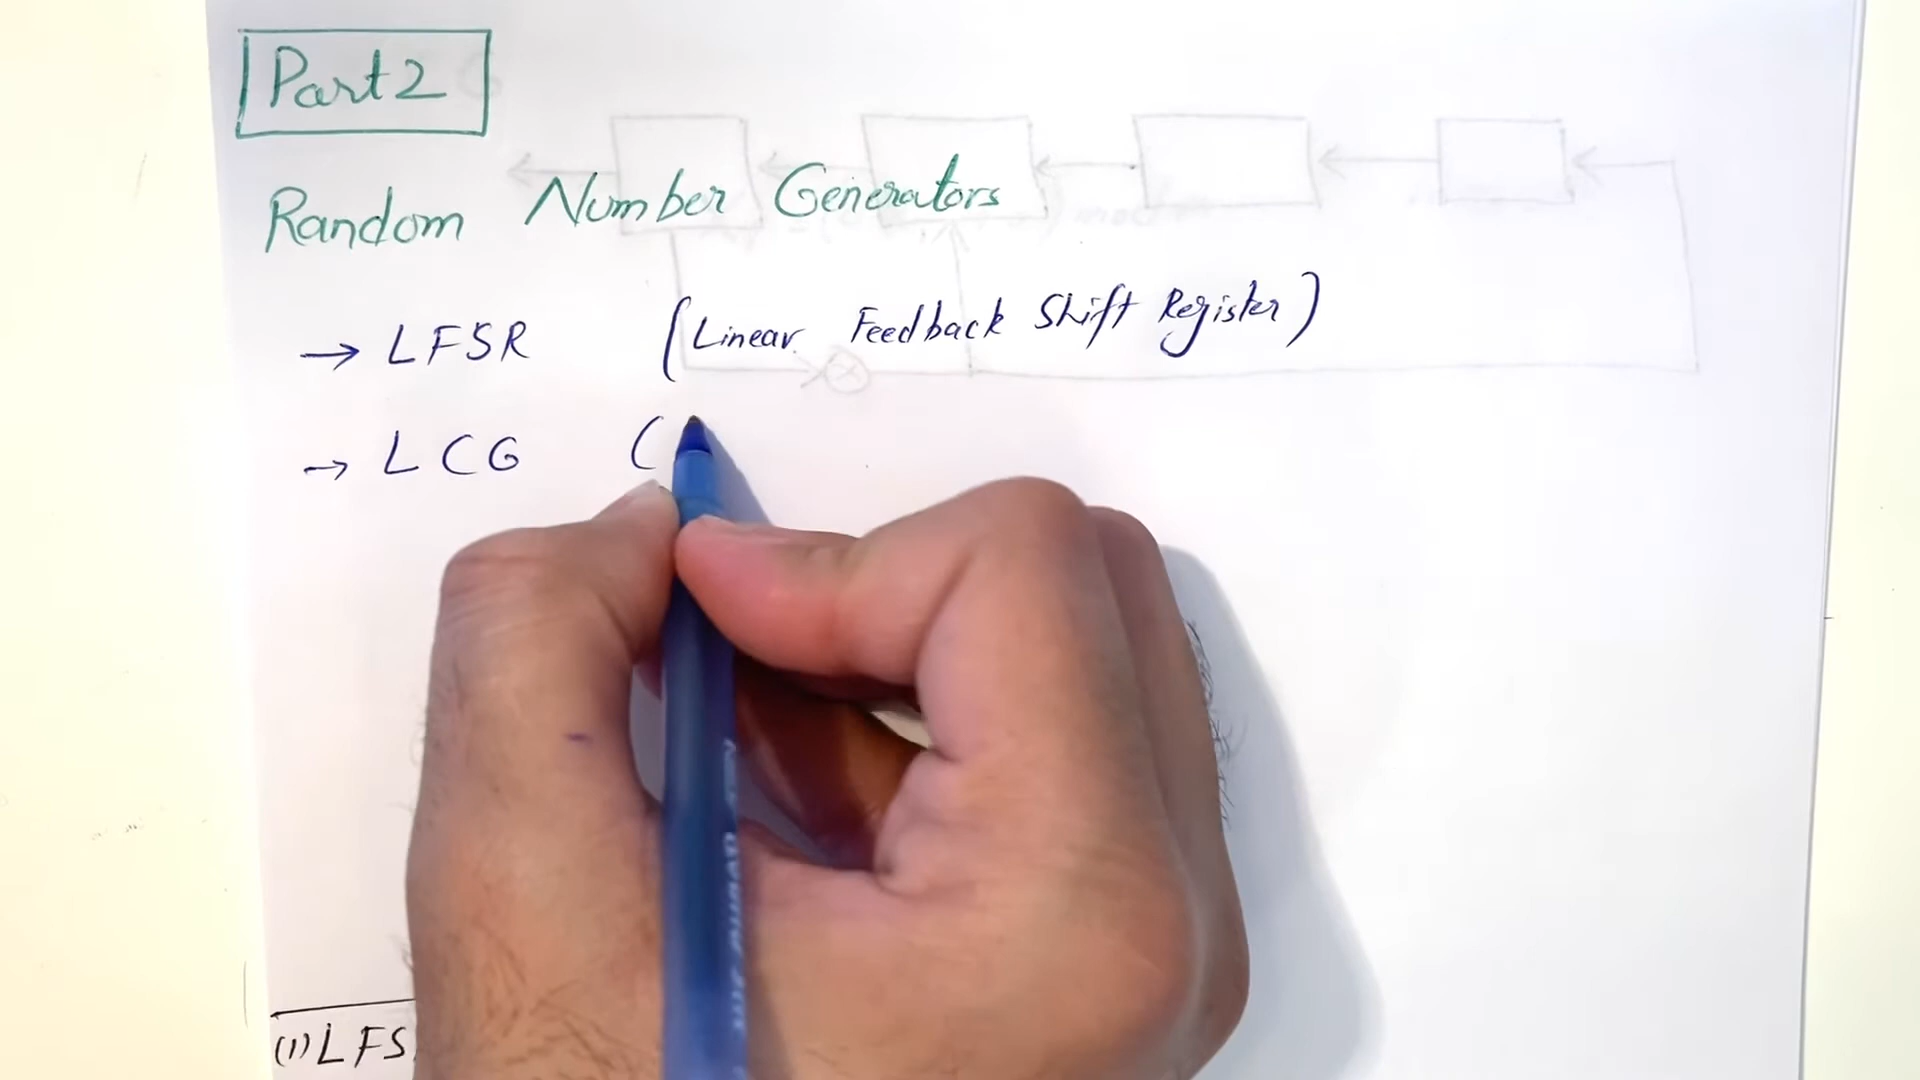 Part 2
Random Number Generators
→ LFSR (Linear Feedback Shift Register)
→ LCG (
(1) LFS